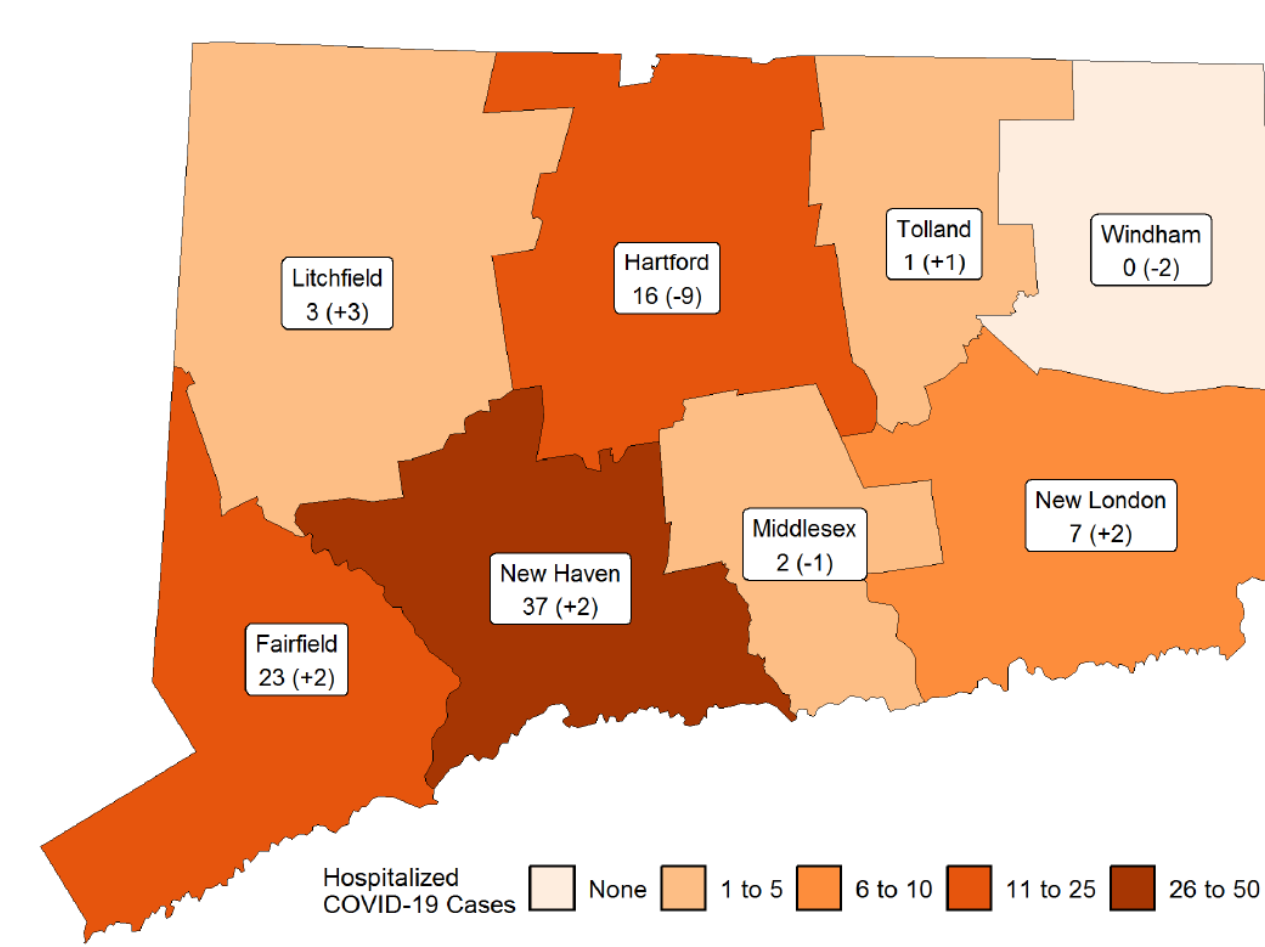 Tolland
1 (+1)
Windham
0 (-2)
Hartford
16 (-9)
Litchfield
3 (+3)
New London
7 (+2)
Middlesex
2 (-1)
New Haven
37 (+2)
Fairfield
23 (+2)
Hospitalized
COVID-19 Cases
None
1 to 5
6 to 10
11 to 25
26 to 50